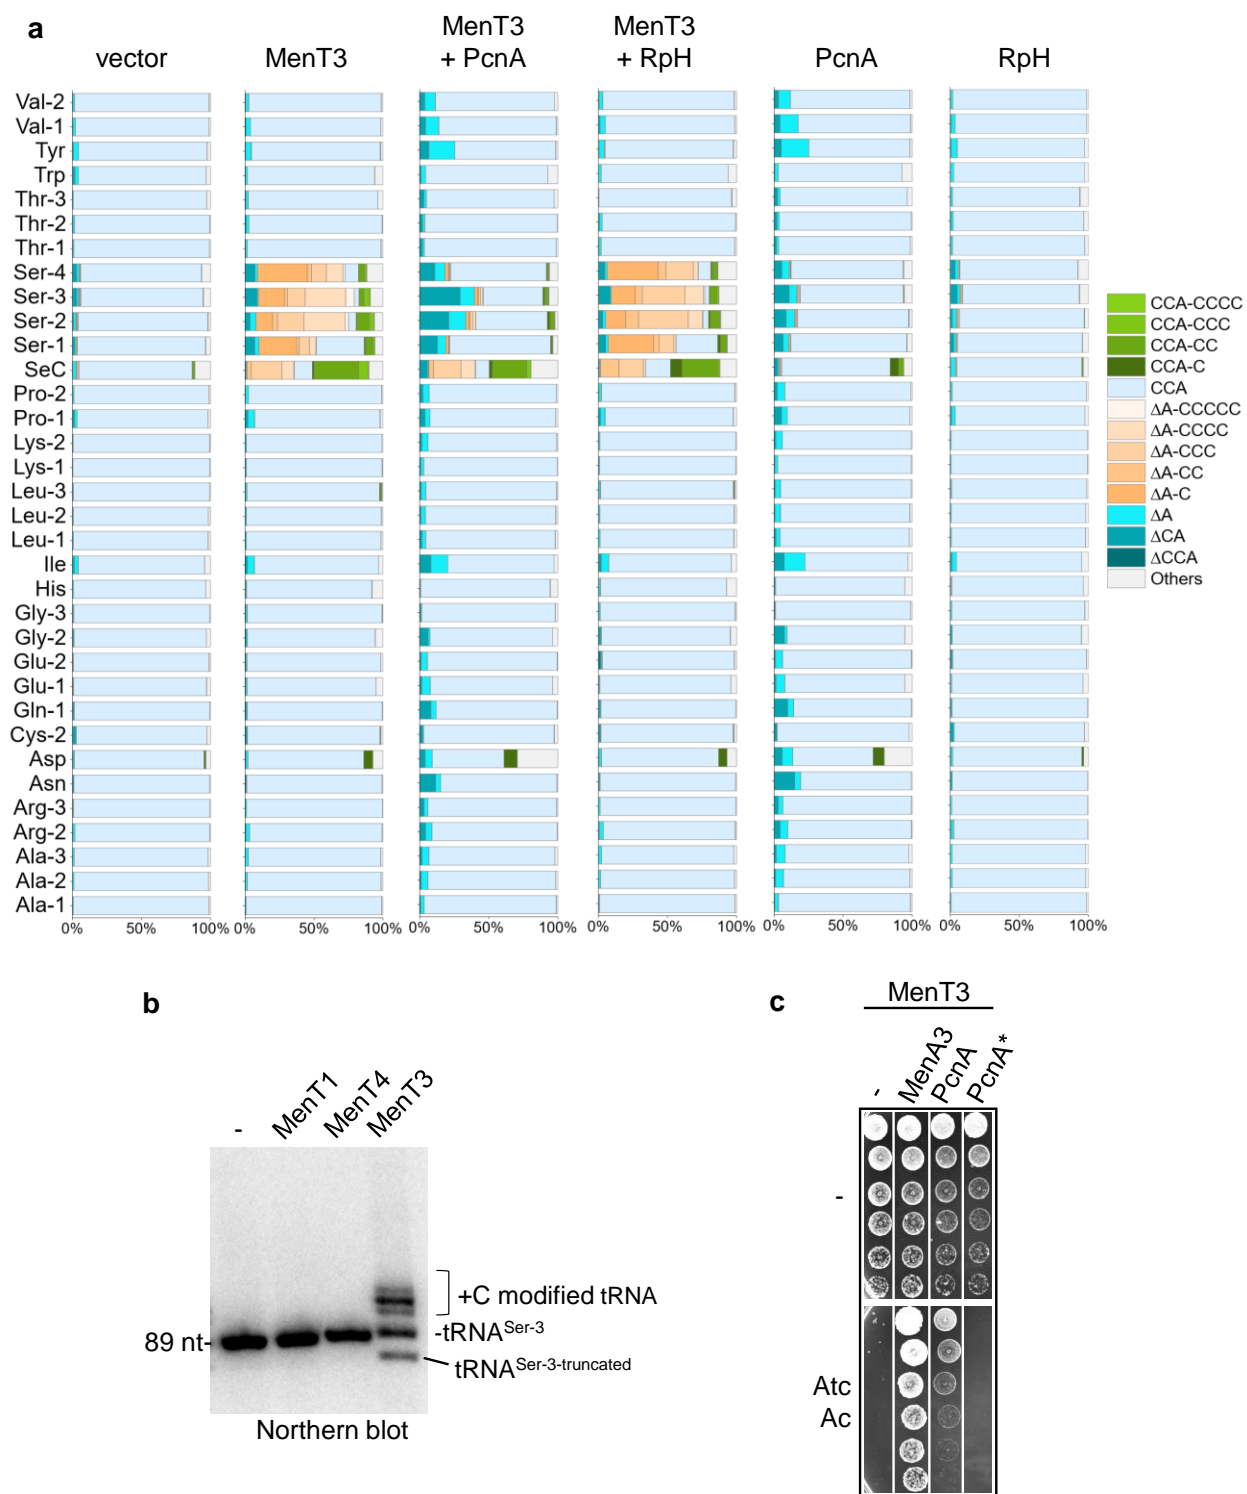 a
vector
MenT3
MenT3
+ PcnA
MenT3
+ RpH
PcnA
RpH
Val-2
Val-1
Tyr
Trp
Thr-3
Thr-2
Thr-1
Ser-4
Ser-3
Ser-2
Ser-1
SeC
Pro-2
Pro-1
Lys-2
Lys-1
Leu-3
Leu-2
Leu-1
Ile
His
Gly-3
Gly-2
Glu-2
Glu-1
Gln-1
Cys-2
Asp
Asn
Arg-3
Arg-2
Ala-3
Ala-2
Ala-1
0% 50% 100%
0% 50% 100%
0% 50% 100%
0% 50% 100%
0% 50% 100%
0% 50% 100%
CCA-CCCC
CCA-CCC
CCA-CC
CCA-C
CCA
ΔA-CCCCC
ΔA-CCCC
ΔA-CCC
ΔA-CC
ΔA-C
ΔA
ΔCA
ΔCCA
Others
b
- MenT1 MenT4 MenT3
89 nt-
+C modified tRNA
-tRNASer-3
tRNASer-3-truncated
Northern blot
c
MenT3
- MenA3 PcnA PcnA*
-
Atc
Ac